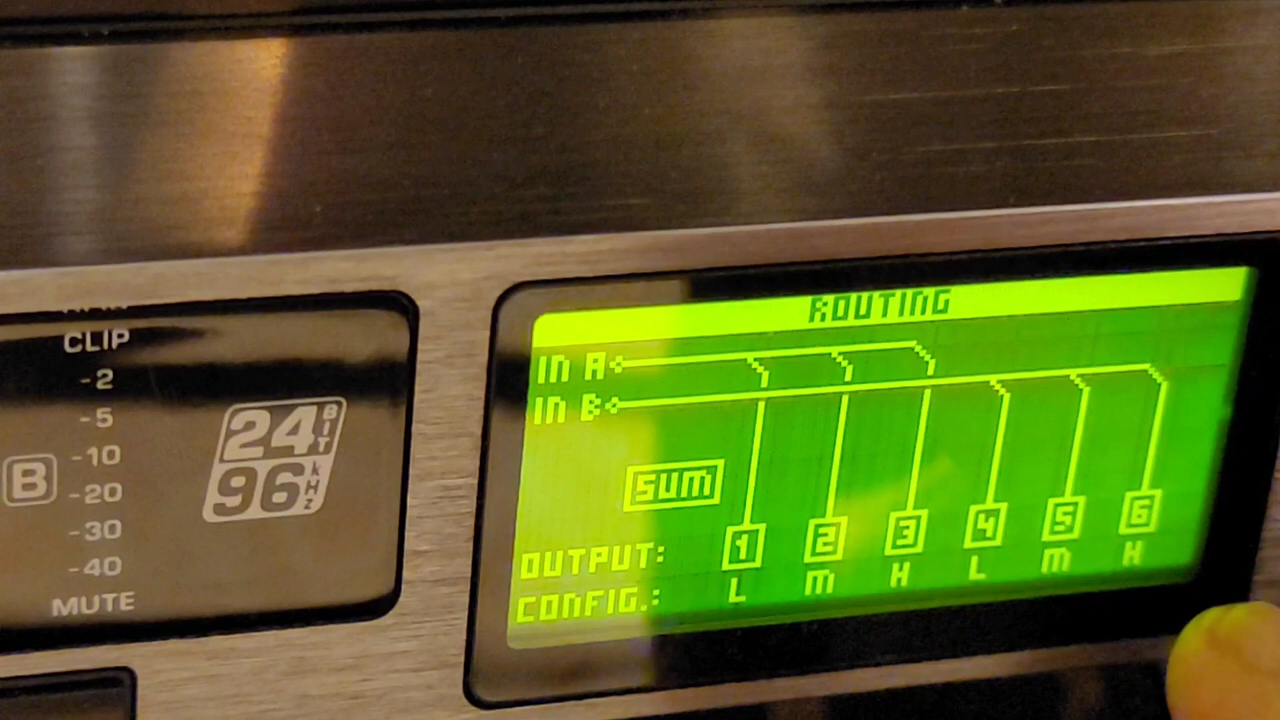 CLIP
-2
-5
-10
-20
-30
-40
MUTE
B
24 BIT
96 kHz
ROUTING
IN A
IN B
SUM
OUTPUT: 1 2 3 4 5 6
CONFIG.: L M H L M H